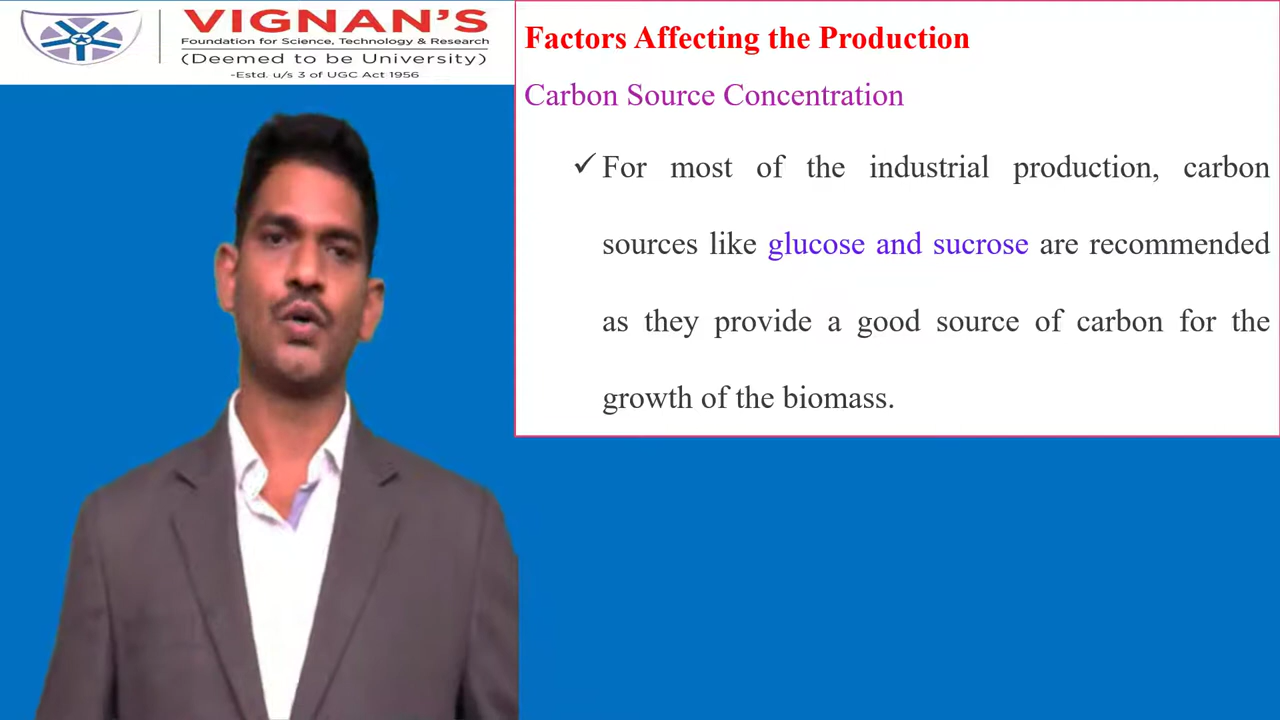 VIGNAN'S
Foundation for Science, Technology & Research
(Deemed to be University)
-Estd. u/s 3 of UGC Act 1956
Factors Affecting the Production
Carbon Source Concentration
✓ For most of the industrial production, carbon
sources like glucose and sucrose are recommended
as they provide a good source of carbon for the
growth of the biomass.